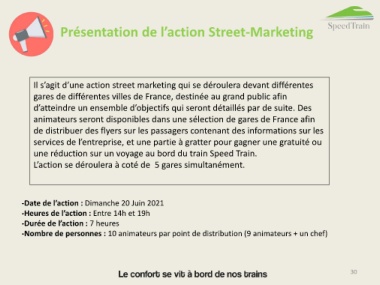 Présentation de l'action Street-Marketing
SpeedTrain
Il s'agit d'une action street marketing qui se déroulera devant différentes
gares de différentes villes de France, destinée au grand public afin
d'atteindre un ensemble d'objectifs qui seront détaillés par de suite. Des
animateurs seront disponibles dans une sélection de gares de France afin
de distribuer des flyers sur les passagers contenant des informations sur les
services de l'entreprise, et une partie à gratter pour gagner une gratuité ou
une réduction sur un voyage au bord du train Speed Train.
L'action se déroulera à coté de 5 gares simultanément.
-Date de l'action : Dimanche 20 Juin 2021
-Heures de l'action : Entre 14h et 19h
-Durée de l'action : 7 heures
-Nombre de personnes : 10 animateurs par point de distribution (9 animateurs + un chef)
Le confort se vit à bord de nos trains
30